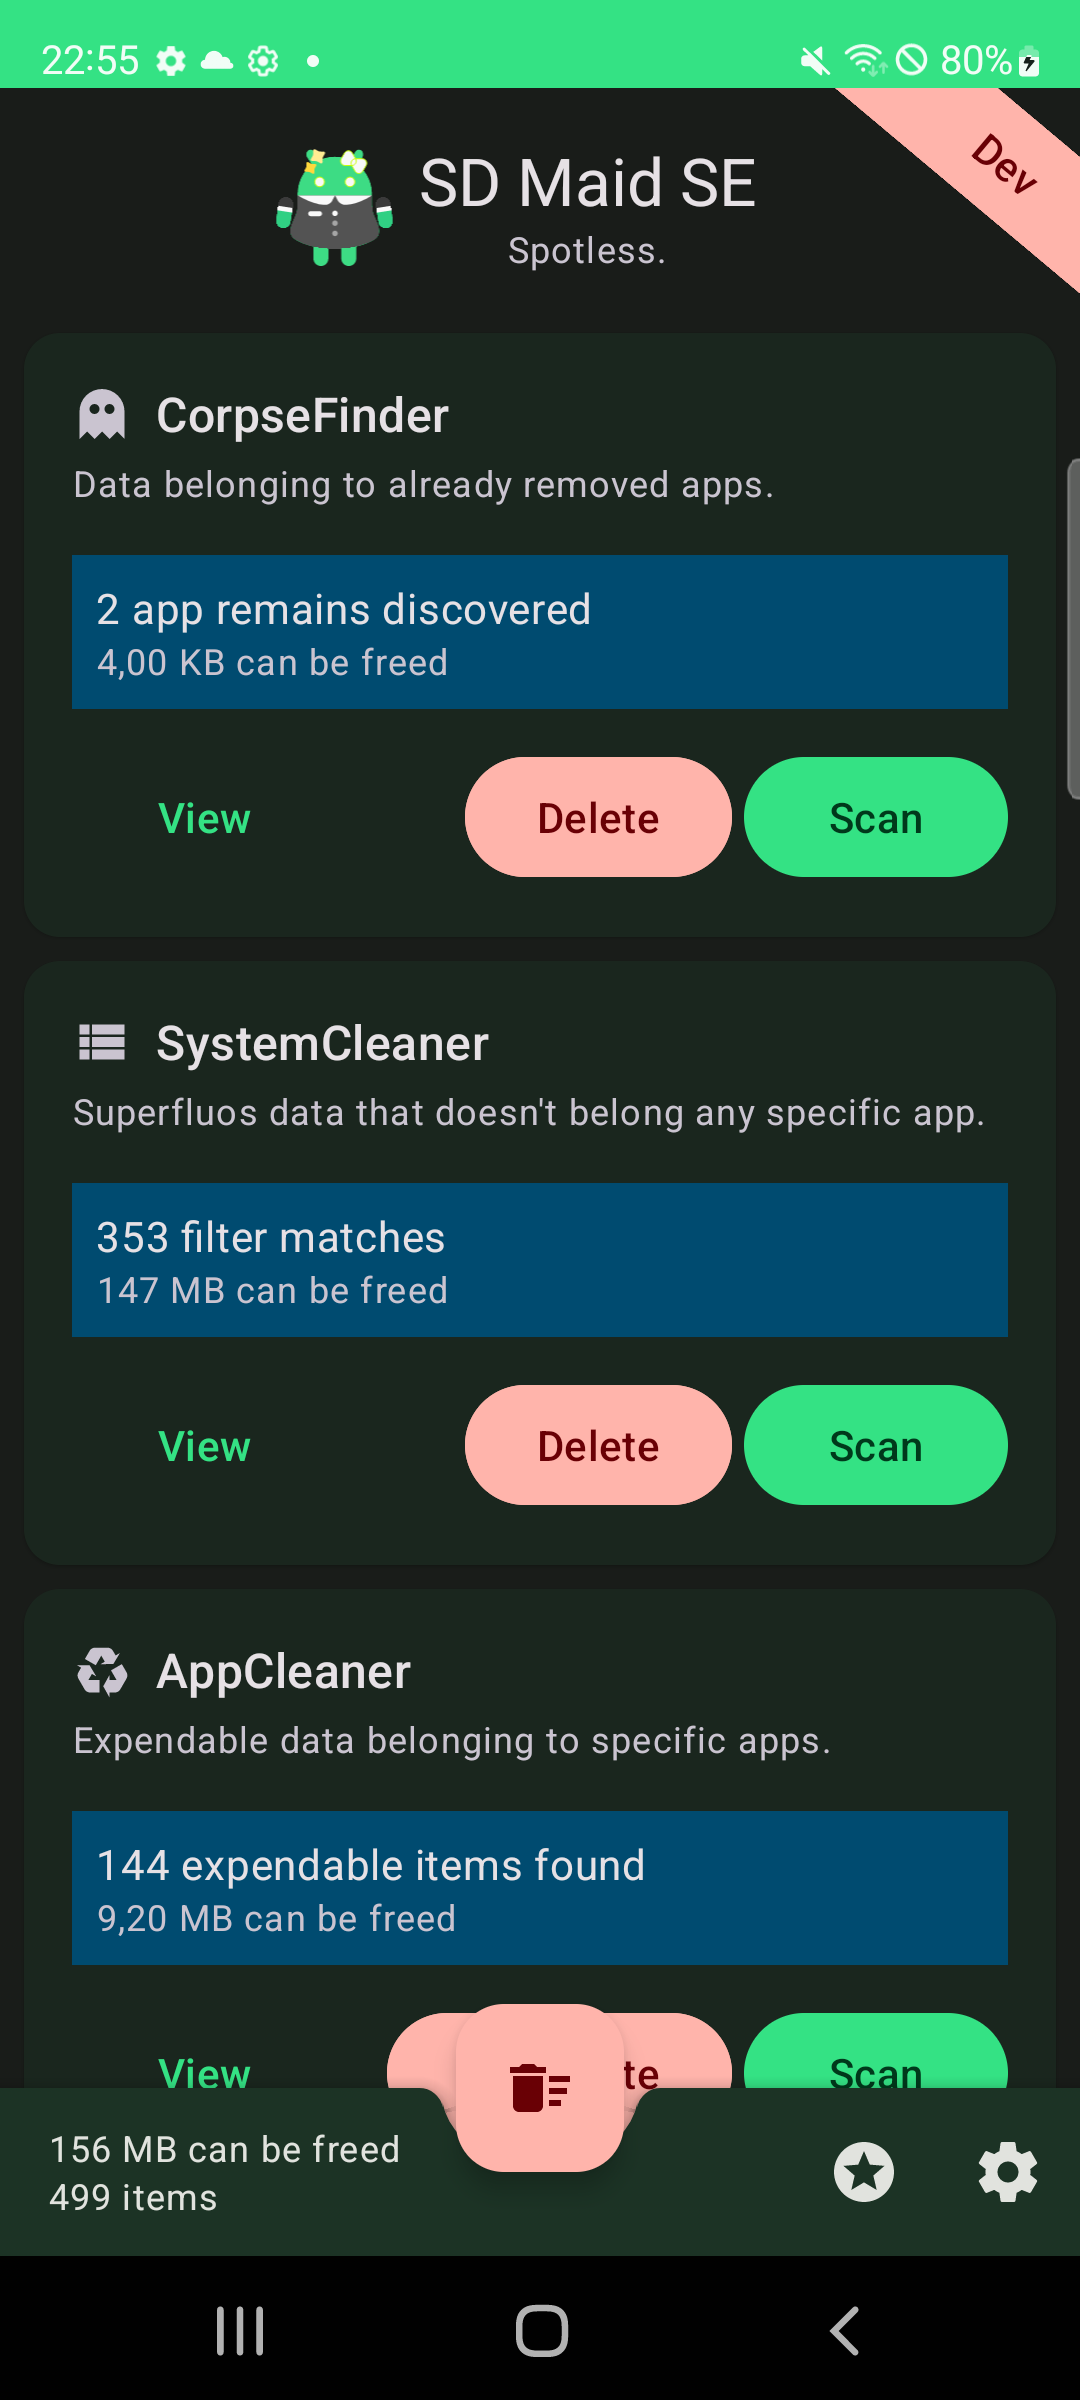 22:55
80%
Dev
SD Maid SE
Spotless.
CorpseFinder
Data belonging to already removed apps.
2 app remains discovered
4,00 KB can be freed
View
Delete
Scan
SystemCleaner
Superfluos data that doesn't belong any specific app.
353 filter matches
147 MB can be freed
View
Delete
Scan
AppCleaner
Expendable data belonging to specific apps.
144 expendable items found
9,20 MB can be freed
View
Scan
156 MB can be freed
499 items